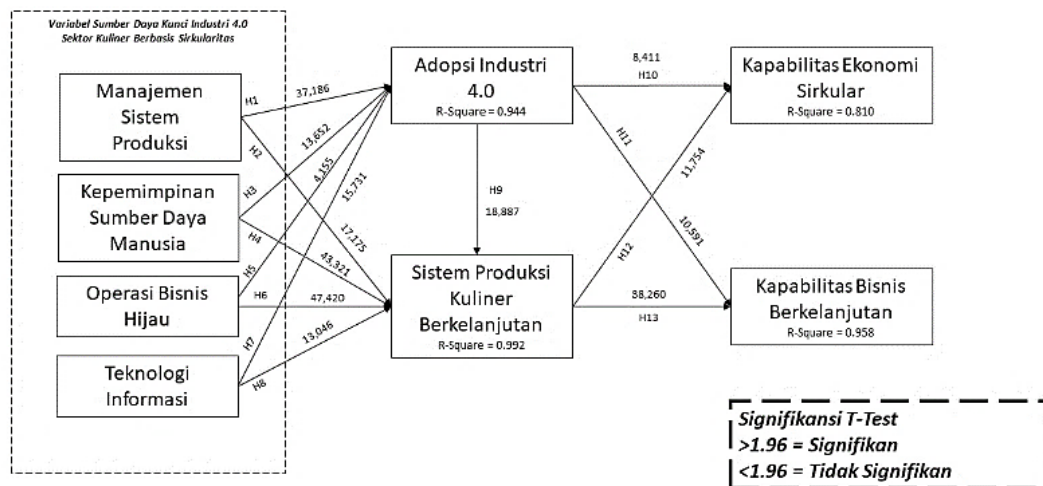 Variabel Sumber Daya Kunci Industri 4.0
Sektor Kuliner Berbasis Sirkularitas
Manajemen
Sistem
Produksi
Kepemimpinan
Sumber Daya
Manusia
Operasi Bisnis
Hijau
Teknologi
Informasi
H1
37,186
H2
17,175
H3
13,652
H4
43,321
H5
4,155
H6
47,420
H7
15,731
H8
13,046
Adopsi Industri
4.0
R-Square = 0.944
H9
18,887
Sistem Produksi
Kuliner
Berkelanjutan
R-Square = 0.992
8,411
H10
H11
10,591
11,754
H12
38,260
H13
Kapabilitas Ekonomi
Sirkular
R-Square = 0.810
Kapabilitas Bisnis
Berkelanjutan
R-Square = 0.958
Signifikansi T-Test
>1.96 = Signifikan
<1.96 = Tidak Signifikan